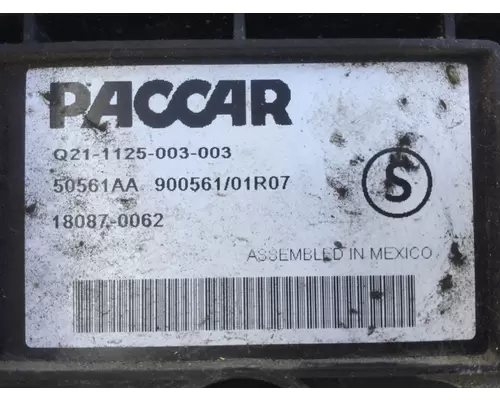 PACCAR
Q21-1125-003-003
50561AA 900561/01R07
S
18087-0062
ASSEMBLED IN MEXICO